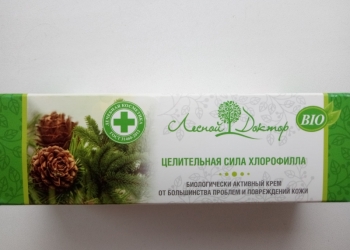 Лесной Доктор
BIO
ЦЕЛИТЕЛЬНАЯ СИЛА ХЛОРОФИЛЛА
БИОЛОГИЧЕСКИ АКТИВНЫЙ КРЕМ
ОТ БОЛЬШИНСТВА ПРОБЛЕМ И ПОВРЕЖДЕНИЙ КОЖИ